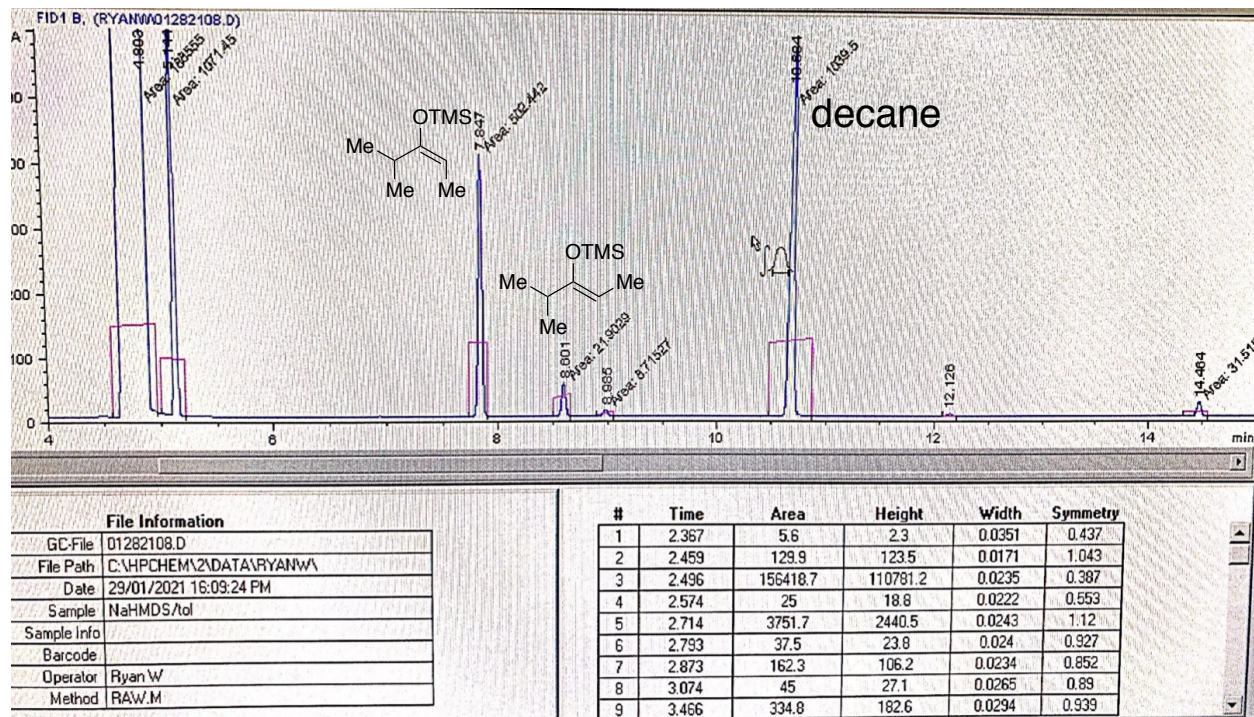 FID1 B, (RYANW\01282108.D)
4.803
Area: 1071.45
OTMS
Me
Me
Me
7.847
Area: 502.442
OTMS
Me
Me
Me
8.601
Area: 21.9029
8.985
Area: 8.71527
10.684
Area: 1039.5
decane
12.126
14.464
100
0
4
6
8
10
12
14
min
File Information
GC-File 01282108.D
File Path C:\HPCHEM\2\DATA\RYANW\
Date 29/01/2021 16:09:24 PM
Sample NaHMDS/tol
Sample Info
Barcode
Operator Ryan W
Method RAW.M
# Time Area Height Width Symmetry
1 2.367 5.6 2.3 0.0351 0.437
2 2.459 129.9 123.5 0.0171 1.043
3 2.496 156418.7 110781.2 0.0235 0.387
4 2.574 25 18.8 0.0222 0.553
5 2.714 3751.7 2440.5 0.0243 1.12
6 2.793 37.5 23.8 0.024 0.927
7 2.873 162.3 106.2 0.0234 0.852
8 3.074 45 27.1 0.0265 0.89
9 3.466 334.8 182.6 0.0294 0.939